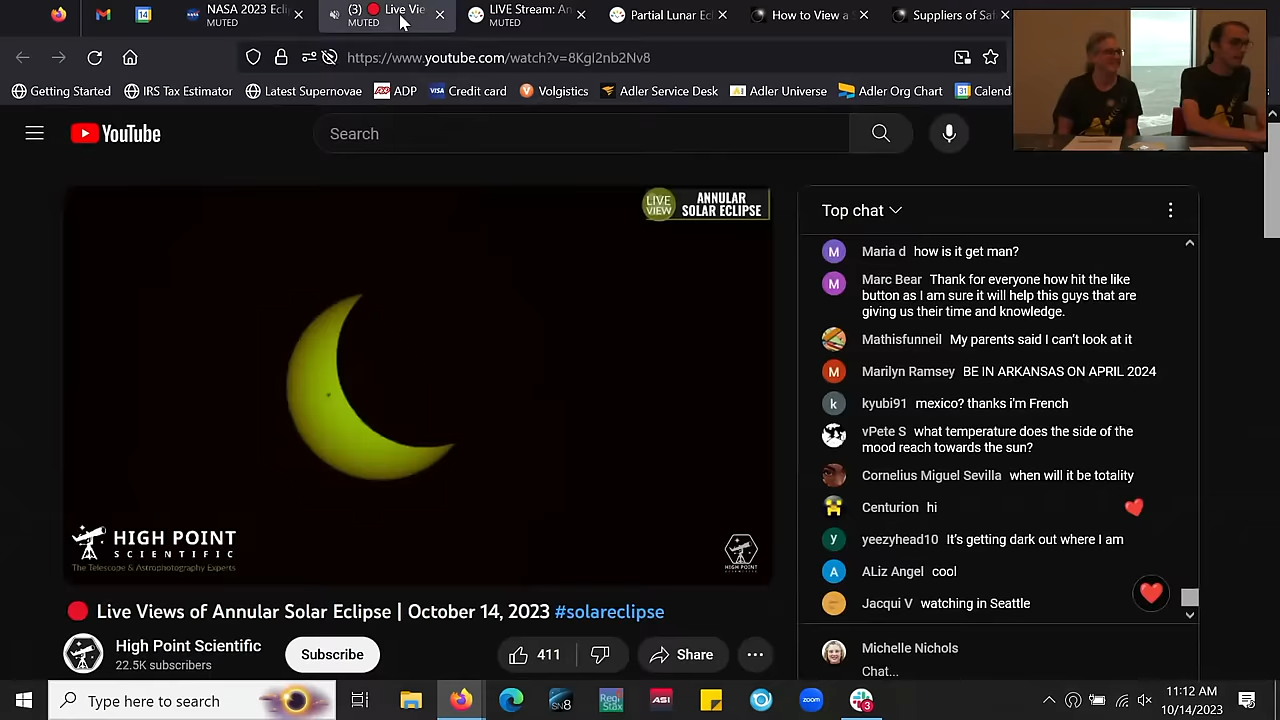 NASA 2023 Ecli
MUTED
(3) 🔴 Live Vie
MUTED
LIVE Stream: An
MUTED
Partial Lunar Ec
How to View a
Suppliers of Sa
14
https://www.youtube.com/watch?v=8Kgl2nb2Nv8
Getting Started
IRS Tax Estimator
Latest Supernovae
ADP
Credit card
Volgistics
Adler Service Desk
Adler Universe
Adler Org Chart
Calend
YouTube
Search
LIVE VIEW
ANNULAR
SOLAR ECLIPSE
HIGH POINT
SCIENTIFIC
The Telescope & Astrophotography Experts
HIGH POINT
Top chat
Maria d how is it get man?
Marc Bear Thank for everyone how hit the like
button as I am sure it will help this guys that are
giving us their time and knowledge.
Mathisfunneil My parents said I can't look at it
Marilyn Ramsey BE IN ARKANSAS ON APRIL 2024
kyubi91 mexico? thanks i'm French
vPete S what temperature does the side of the
mood reach towards the sun?
Cornelius Miguel Sevilla when will it be totality
Centurion hi
yeezyhead10 It's getting dark out where I am
ALiz Angel cool
Jacqui V watching in Seattle
Michelle Nichols
Chat...
🔴 Live Views of Annular Solar Eclipse | October 14, 2023 #solareclipse
High Point Scientific
22.5K subscribers
Subscribe
411
Share
Type here to search
Reg
Stax
ASI
zoom
3
11:12 AM
10/14/2023